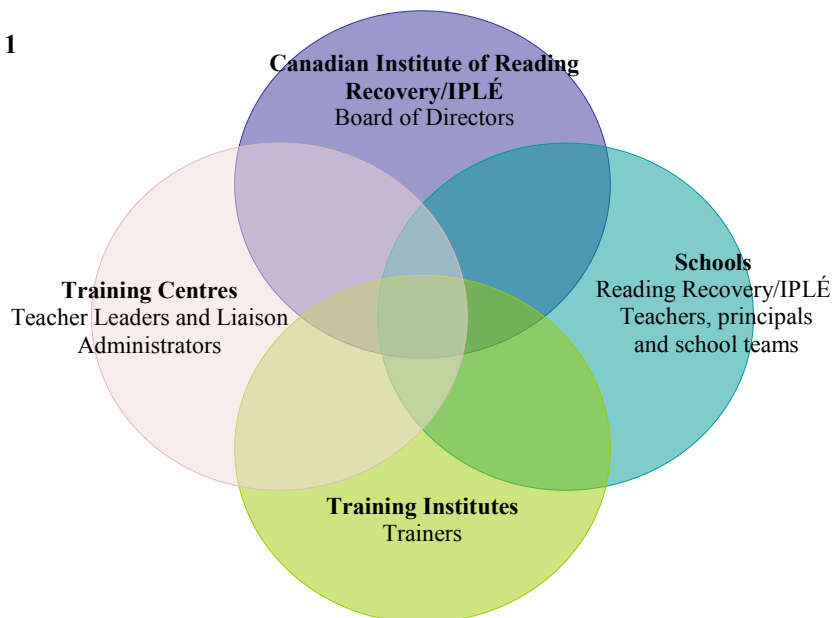 1
Canadian Institute of Reading
Recovery/IPLÉ
Board of Directors
Training Centres
Teacher Leaders and Liaison
Administrators
Schools
Reading Recovery/IPLÉ
Teachers, principals
and school teams
Training Institutes
Trainers